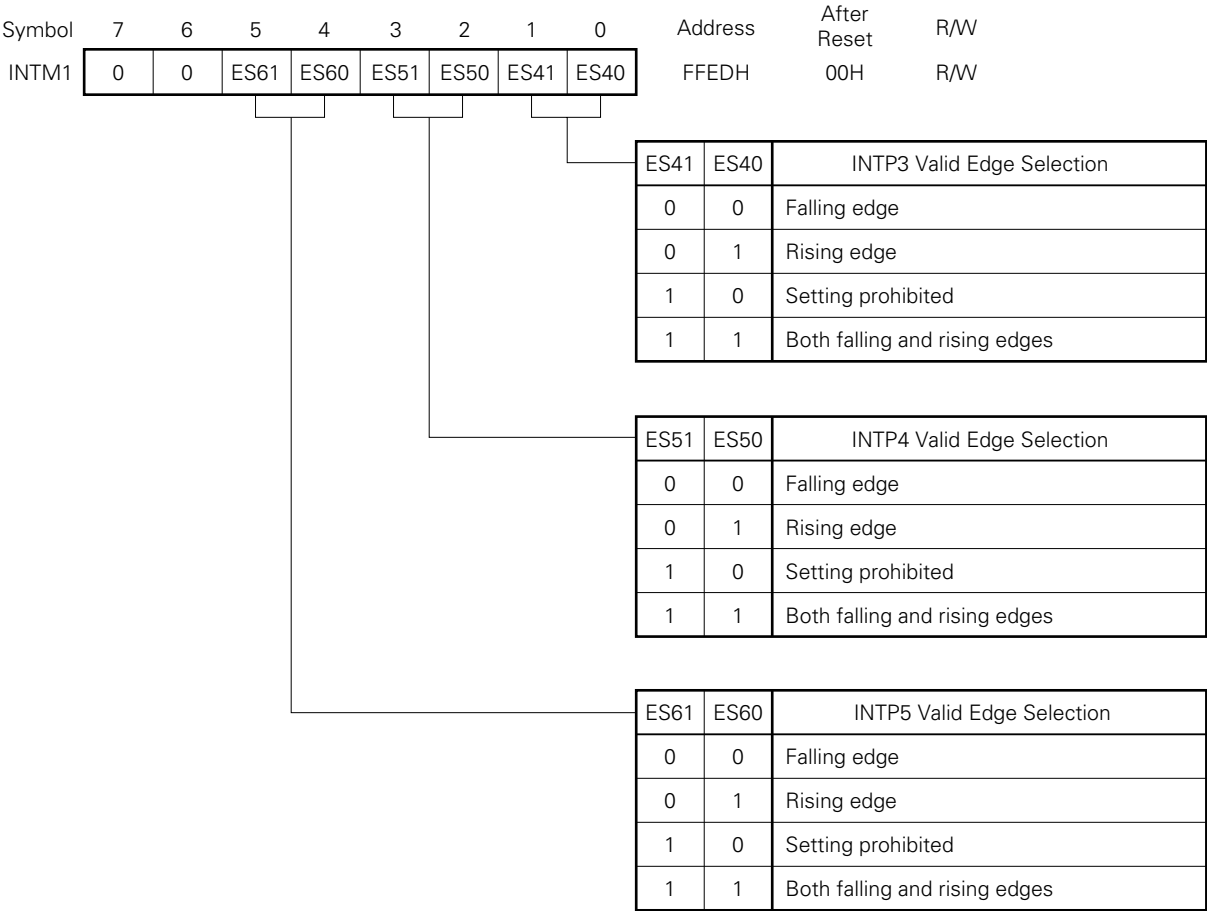 Symbol 7 6 5 4 3 2 1 0 Address After Reset R/W
INTM1 0 0 ES61 ES60 ES51 ES50 ES41 ES40 FFEDH 00H R/W
ES41 ES40 INTP3 Valid Edge Selection
0 0 Falling edge
0 1 Rising edge
1 0 Setting prohibited
1 1 Both falling and rising edges
ES51 ES50 INTP4 Valid Edge Selection
0 0 Falling edge
0 1 Rising edge
1 0 Setting prohibited
1 1 Both falling and rising edges
ES61 ES60 INTP5 Valid Edge Selection
0 0 Falling edge
0 1 Rising edge
1 0 Setting prohibited
1 1 Both falling and rising edges